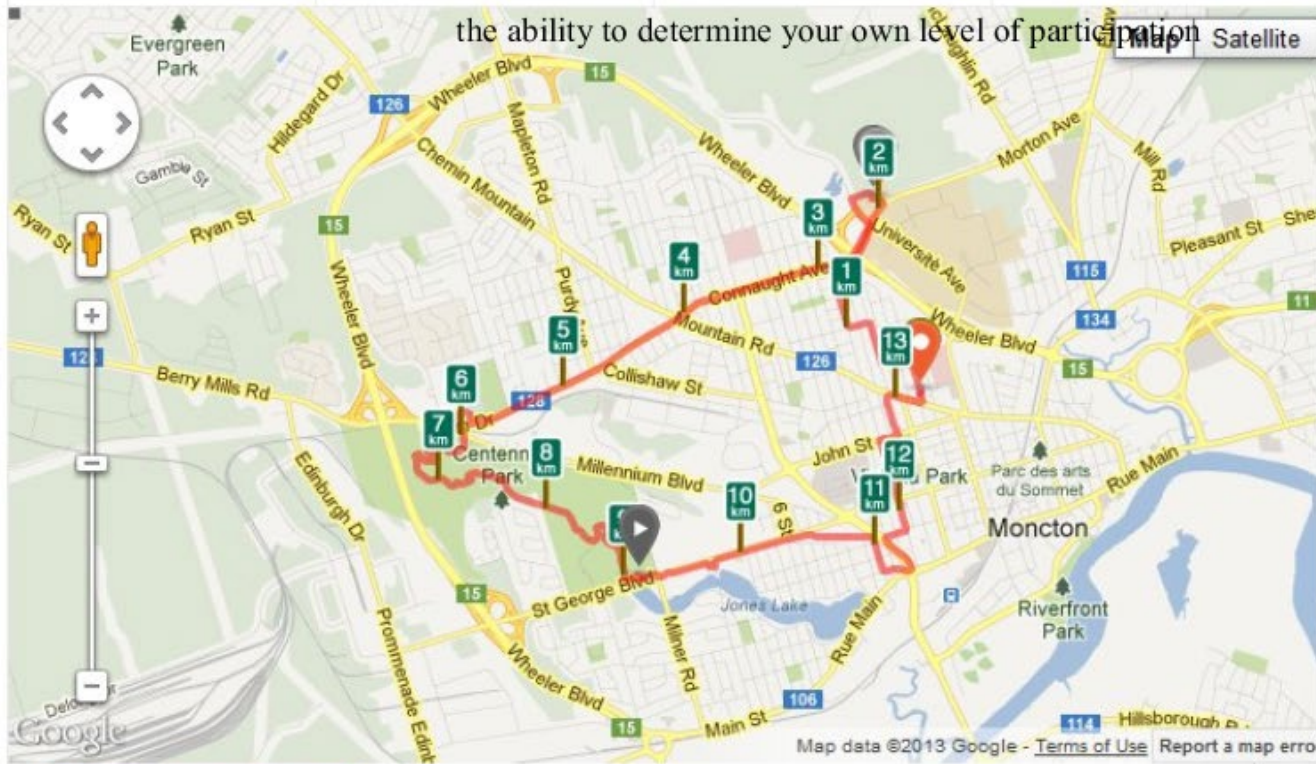 the ability to determine your own level of participation
Map
Satellite
Evergreen
Park
Hildegard Dr
126
Wheeler Blvd
15
Mapleton Rd
Chemin Mountain
Gambia St
Ryan St
Ryan St
15
Wheeler Blvd
Wheeler Blvd
Morton Ave
Mill Rd
Pleasant St
2
km
3
km
Université Ave
115
134
11
4
km
Connaught Ave
1
km
Mountain Rd
Wheeler Blvd
15
5
km
126
13
km
Collishaw St
128
Berry Mills Rd
6
km
Dr
7
km
8
km
Park
Millennium Blvd
John St
12
km
Park
Parc des arts
du Sommet
Rue Main
Edinburgh Dr
10
km
6 St
11
km
Moncton
15
St George Blvd
Jones Lake
Riverfront
Park
Milner Rd
Rue Main
Wheeler Blvd
106
15
Main St
114
Google
Map data ©2013 Google - Terms of Use
Report a map erro